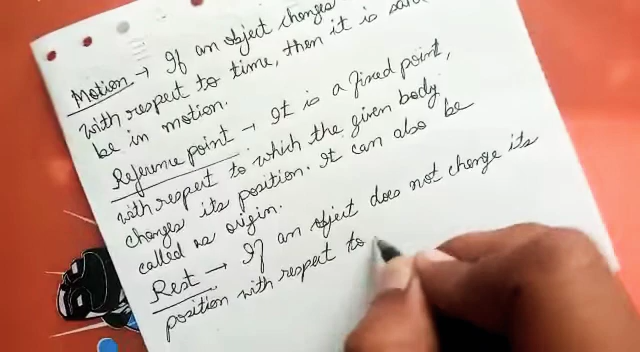 Motion → If an object changes
with respect to time, then it is said
be in motion.
Reference point → It is a fixed point,
with respect to which the given body
changes its position. It can also be
called as origin.
Rest → If an object does not change its
position with respect to